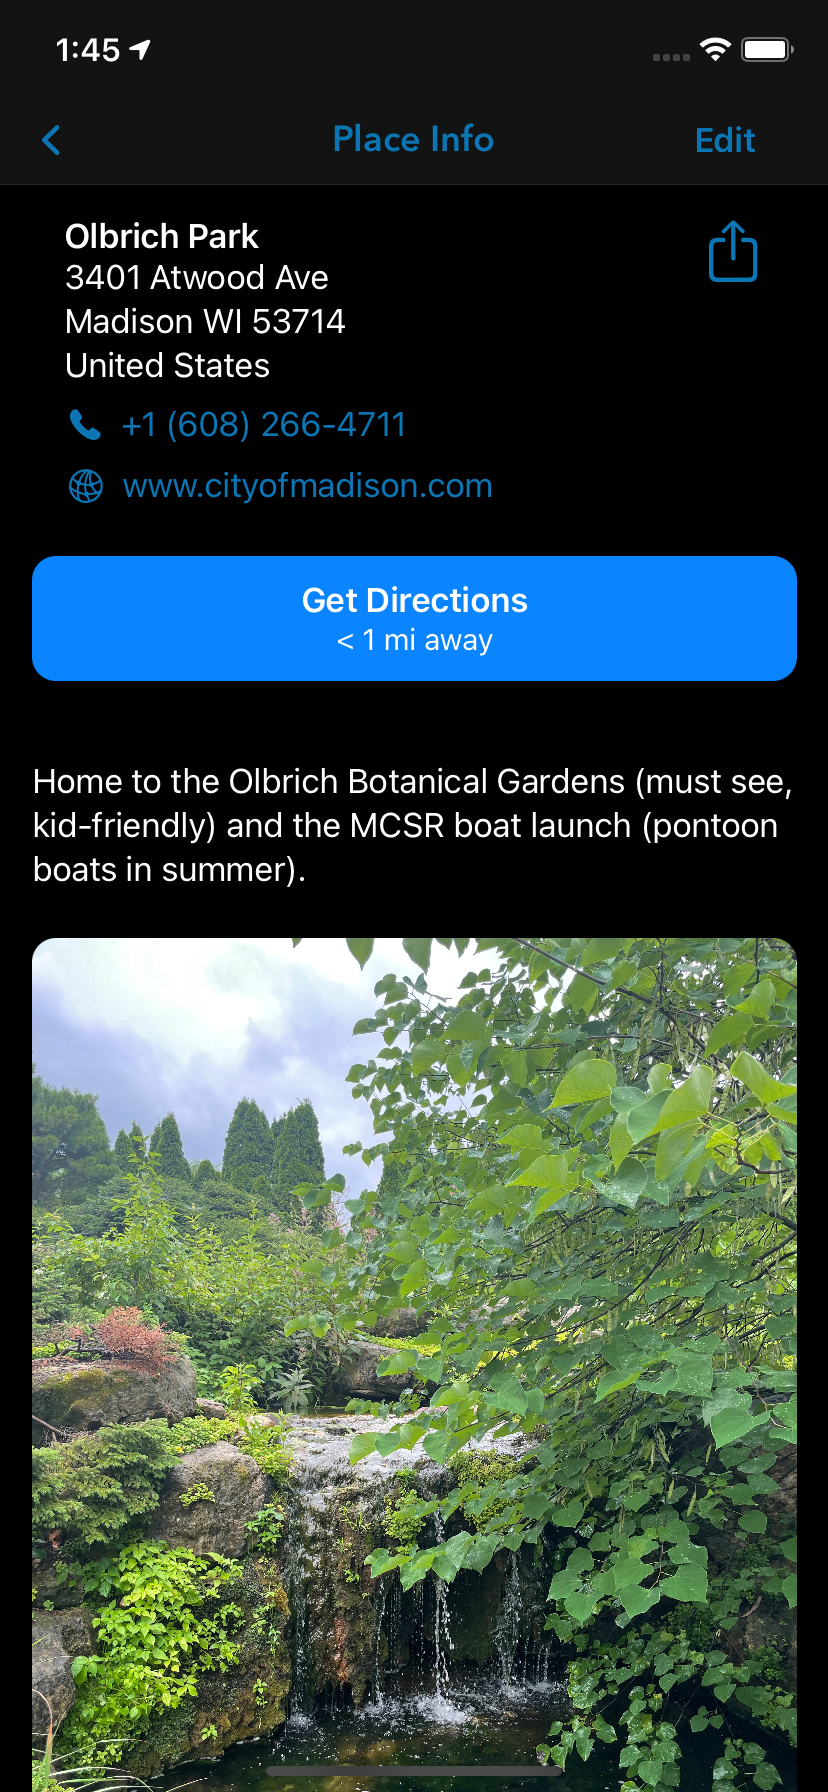 1:45
Place Info
Edit
Olbrich Park
3401 Atwood Ave
Madison WI 53714
United States
+1 (608) 266-4711
www.cityofmadison.com
Get Directions
< 1 mi away
Home to the Olbrich Botanical Gardens (must see,
kid-friendly) and the MCSR boat launch (pontoon
boats in summer).